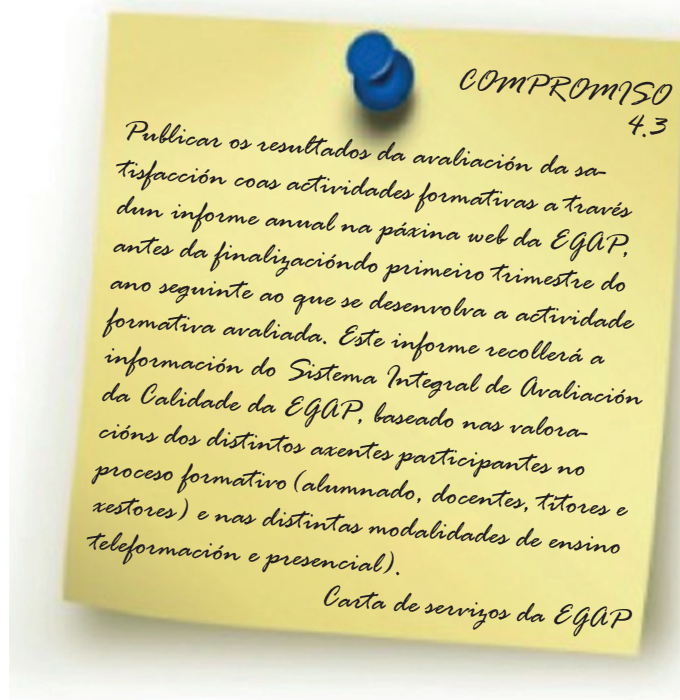 COMPROMISO
4.3
Publicar os resultados da avaliación da sa-
tisfacción coas actividades formativas a través
dun informe anual na páxina web da EGAP,
antes da finalizacióndo primeiro trimestre do
ano seguinte ao que se desenvolva a actividade
formativa avaliada. Este informe recollerá a
información do Sistema Integral de Avaliación
da Calidade da EGAP, baseado nas valora-
cións dos distintos axentes participantes no
proceso formativo (alumnado, docentes, titores e
xestores) e nas distintas modalidades de ensino
teleformación e presencial).
Carta de servizos da EGAP